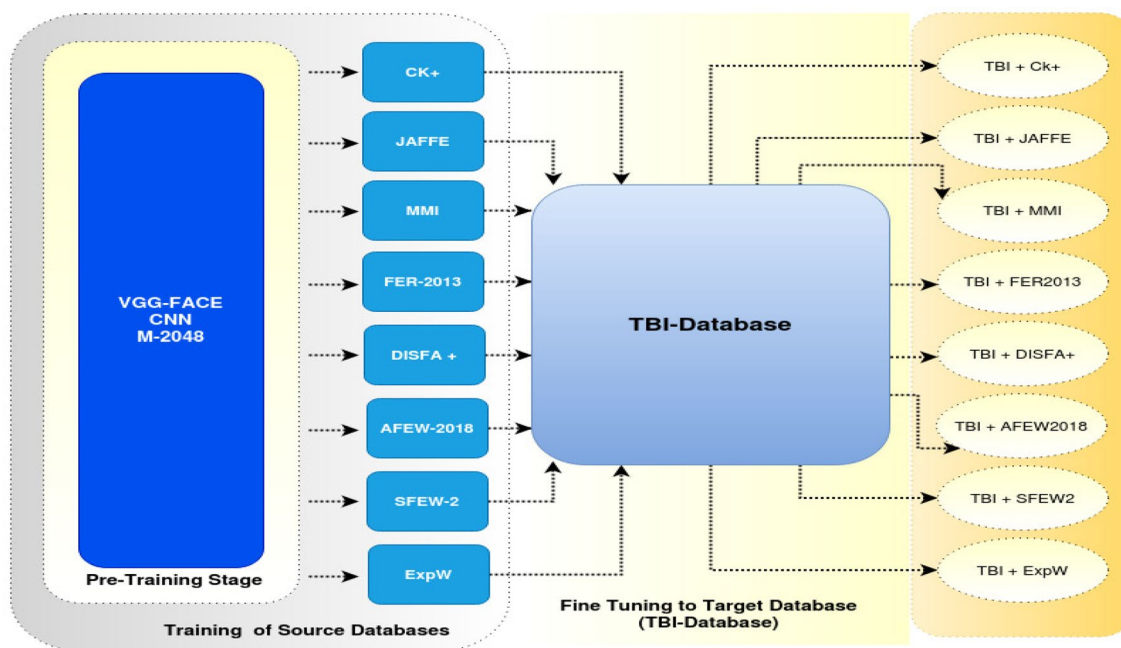 VGG-FACE
CNN
M-2048
Pre-Training Stage
Training of Source Databases
CK+
JAFFE
MMI
FER-2013
DISFA +
AFEW-2018
SFEW-2
ExpW
TBI-Database
Fine Tuning to Target Database
(TBI-Database)
TBI + Ck+
TBI + JAFFE
TBI + MMI
TBI + FER2013
TBI + DISFA+
TBI + AFEW2018
TBI + SFEW2
TBI + ExpW